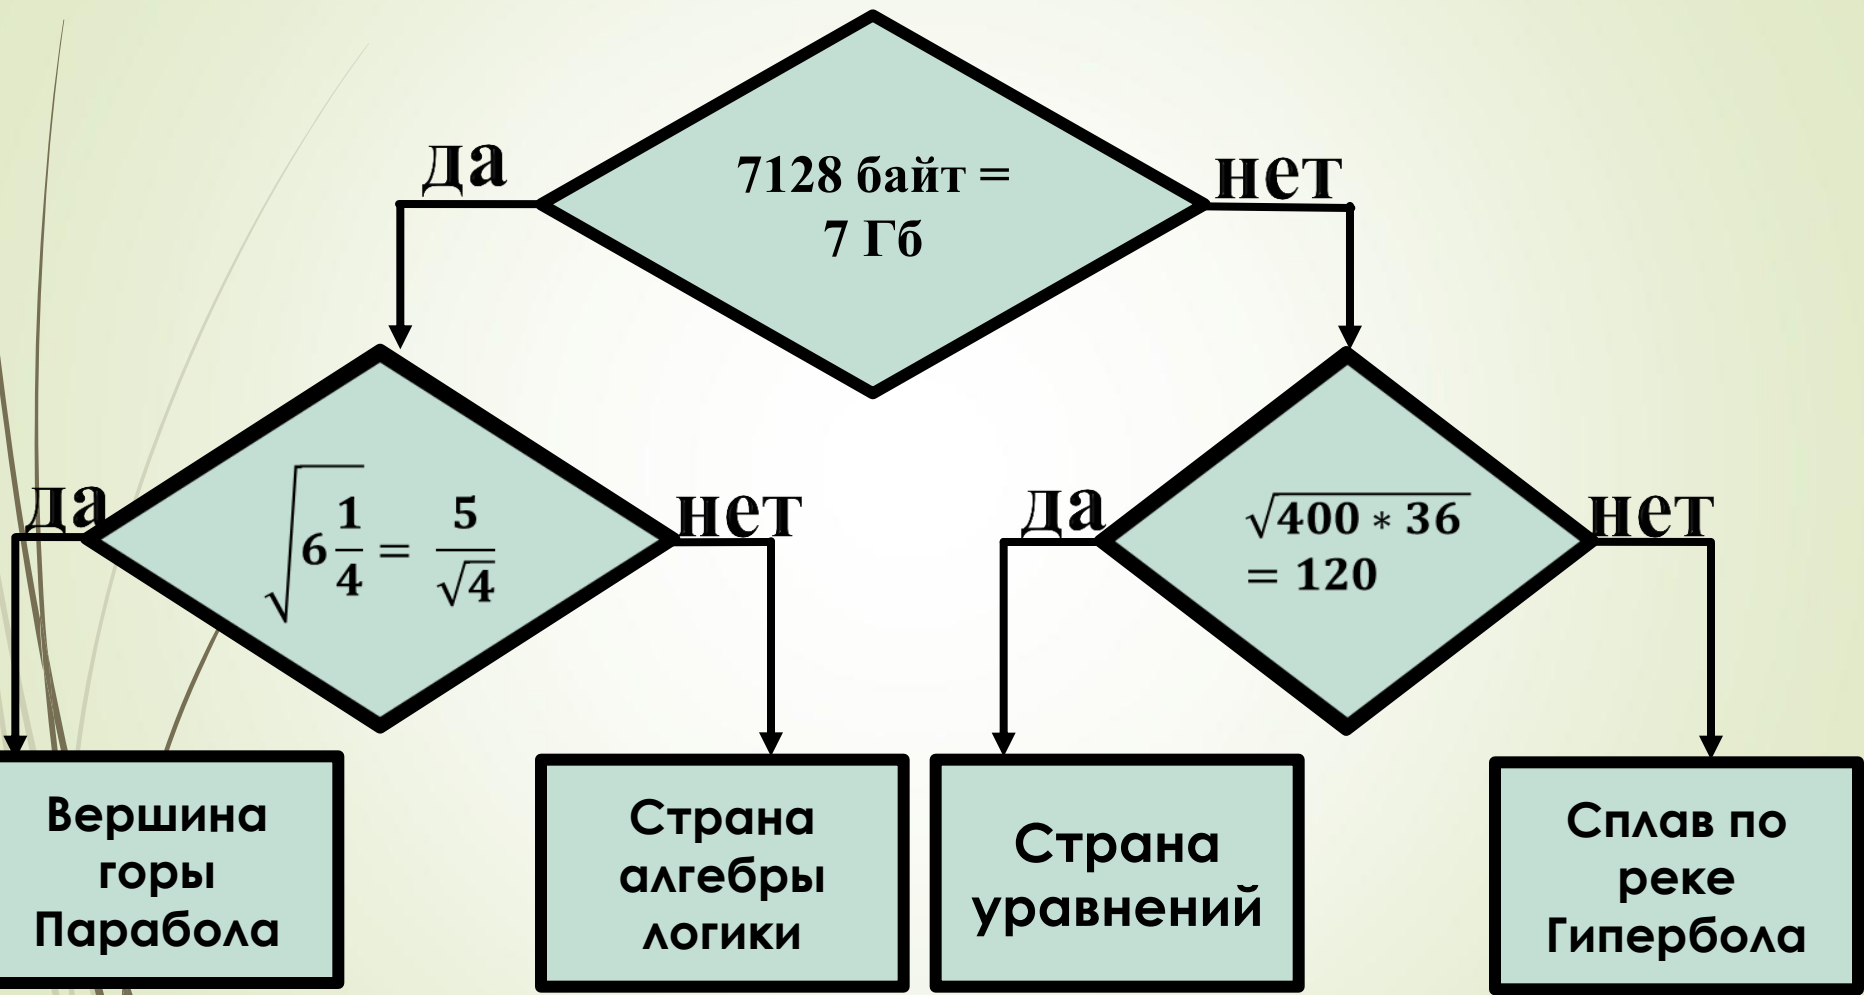 7128 байт =
7 Гб
да
нет
√6 1/4 = 5/√4
да
нет
√400 * 36
= 120
да
нет
Вершина
горы
Парабола
Страна
алгебры
логики
Страна
уравнений
Сплав по
реке
Гипербола